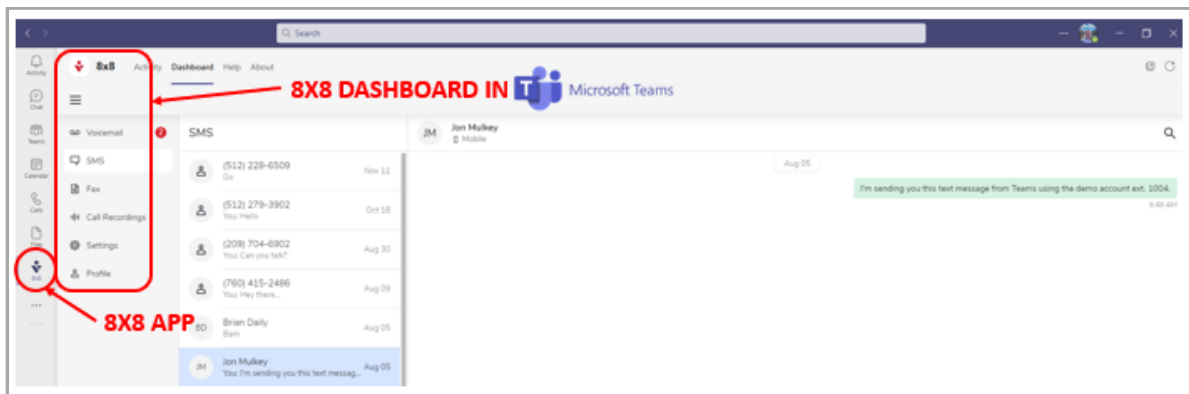 Search
8x8 Activity Dashboard Help About
8X8 DASHBOARD IN Microsoft Teams
Activity
Chat
Teams
Calendar
Calls
Files
8x8
Voicemail 2
SMS
Fax
Call Recordings
Settings
Profile
8X8 APP
SMS
(512) 228-6509 Nov 11
Go
(512) 279-3902 Oct 18
You: Hello
(209) 704-6902 Aug 30
You: Can you talk?
(760) 415-2486 Aug 09
You: Hey there...
BD Brian Daily Aug 05
Bam
JM Jon Mulkey Aug 05
You: I'm sending you this text messag...
JM Jon Mulkey
Mobile
Aug 05
I'm sending you this text message from Teams using the demo account ext. 1004.
9:48 AM